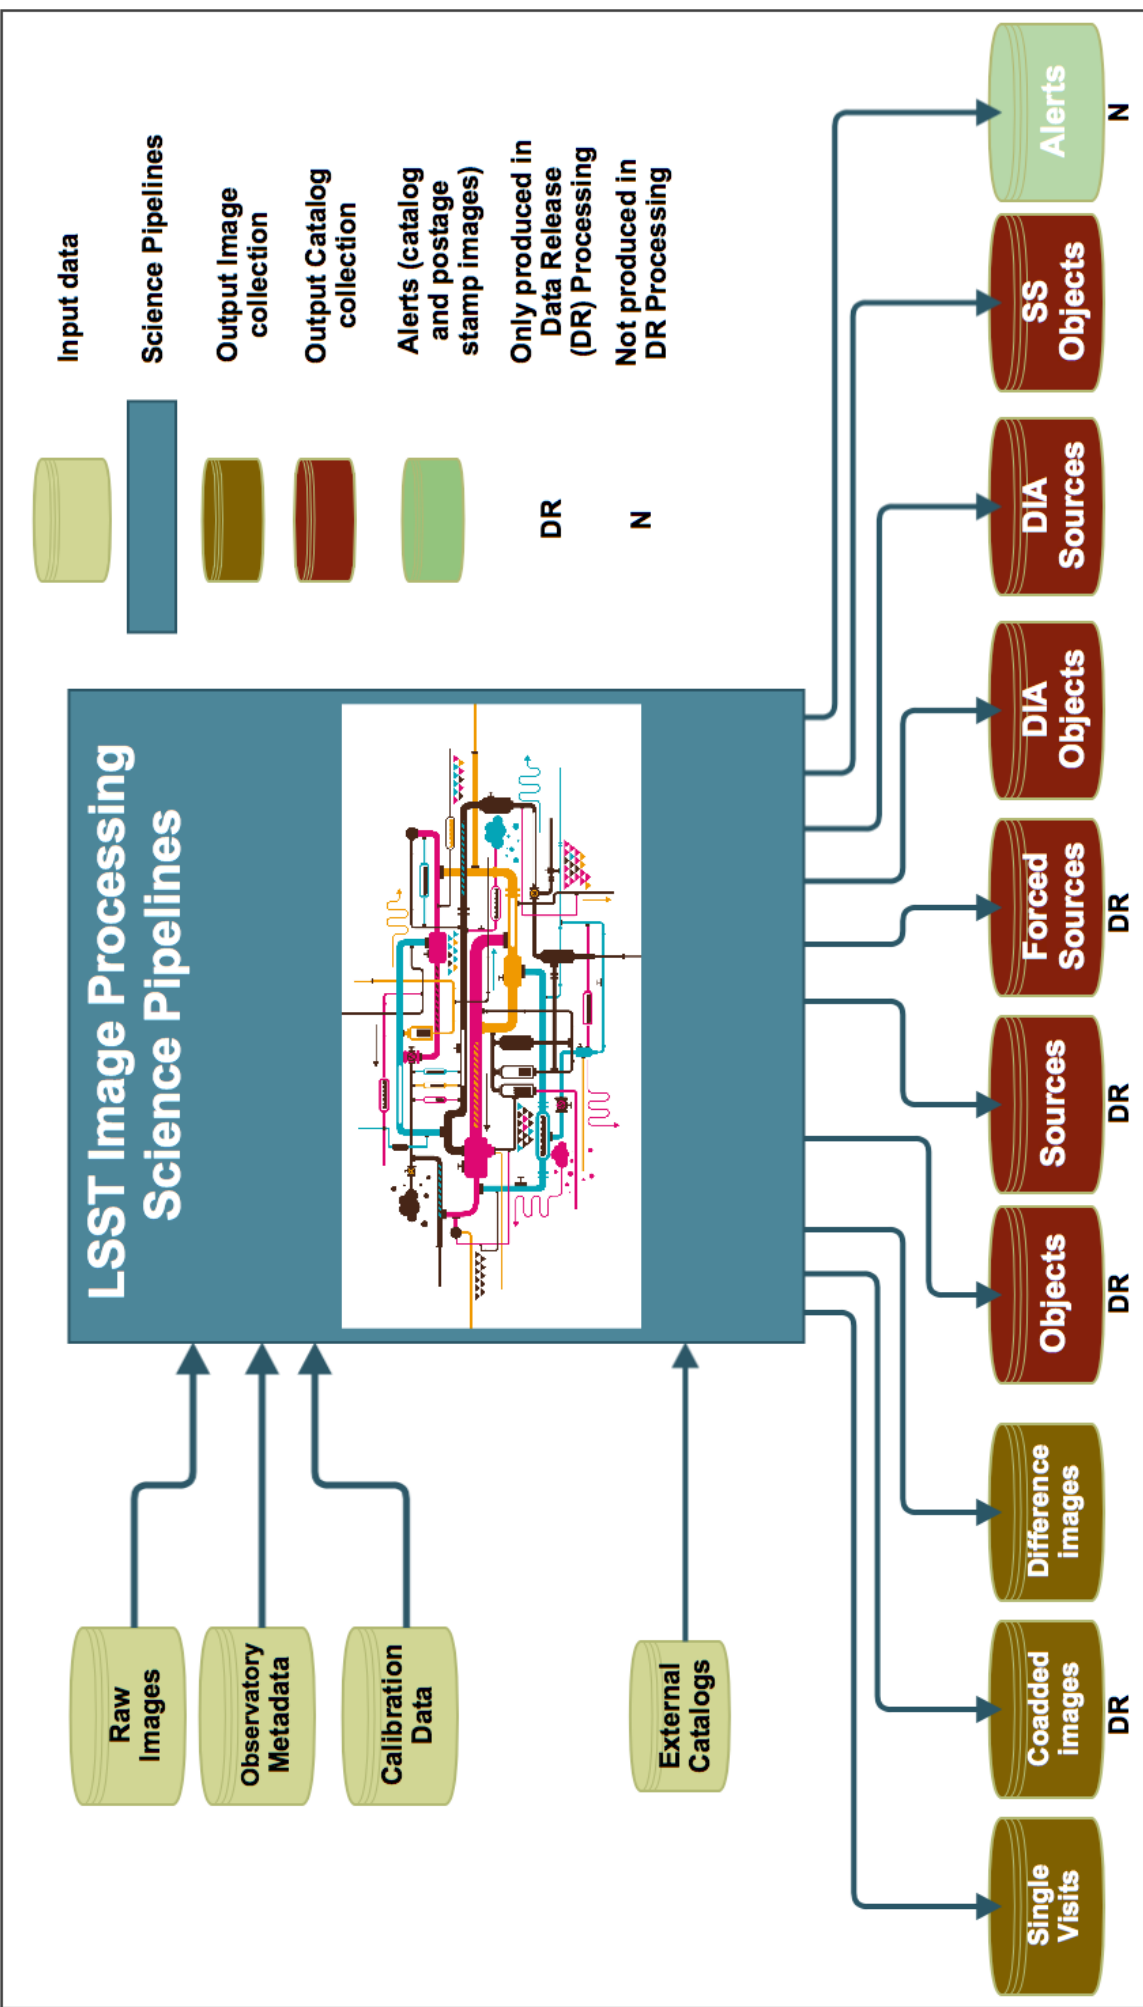 LSST Image Processing
Science Pipelines
Raw
Images
Observatory
Metadata
Calibration
Data
External
Catalogs
Input data
Science Pipelines
Output Image
collection
Output Catalog
collection
Alerts (catalog
and postage
stamp images)
DR
Only produced in
Data Release
(DR) Processing
N
Not produced in
DR Processing
Single
Visits
Coadded
images
DR
Difference
images
Objects
DR
Sources
DR
Forced
Sources
DR
DIA
Objects
DIA
Sources
SS
Objects
Alerts
N